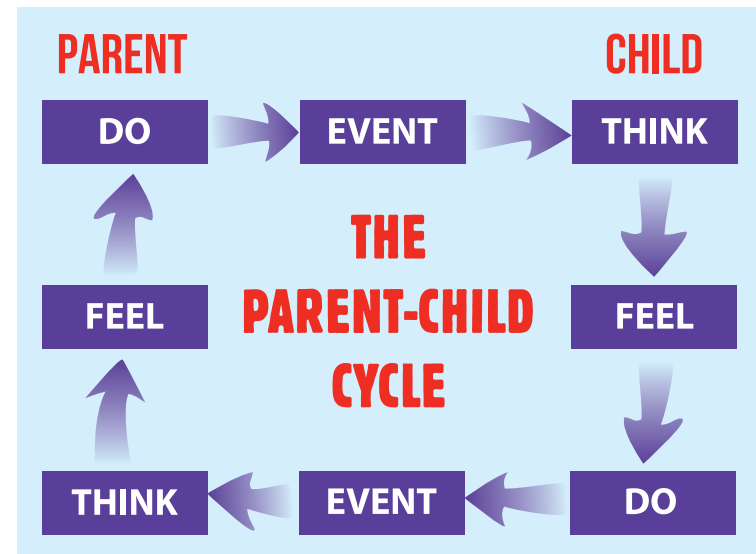 PARENT CHILD
DO EVENT THINK
THE
PARENT-CHILD
CYCLE
FEEL FEEL
THINK EVENT DO